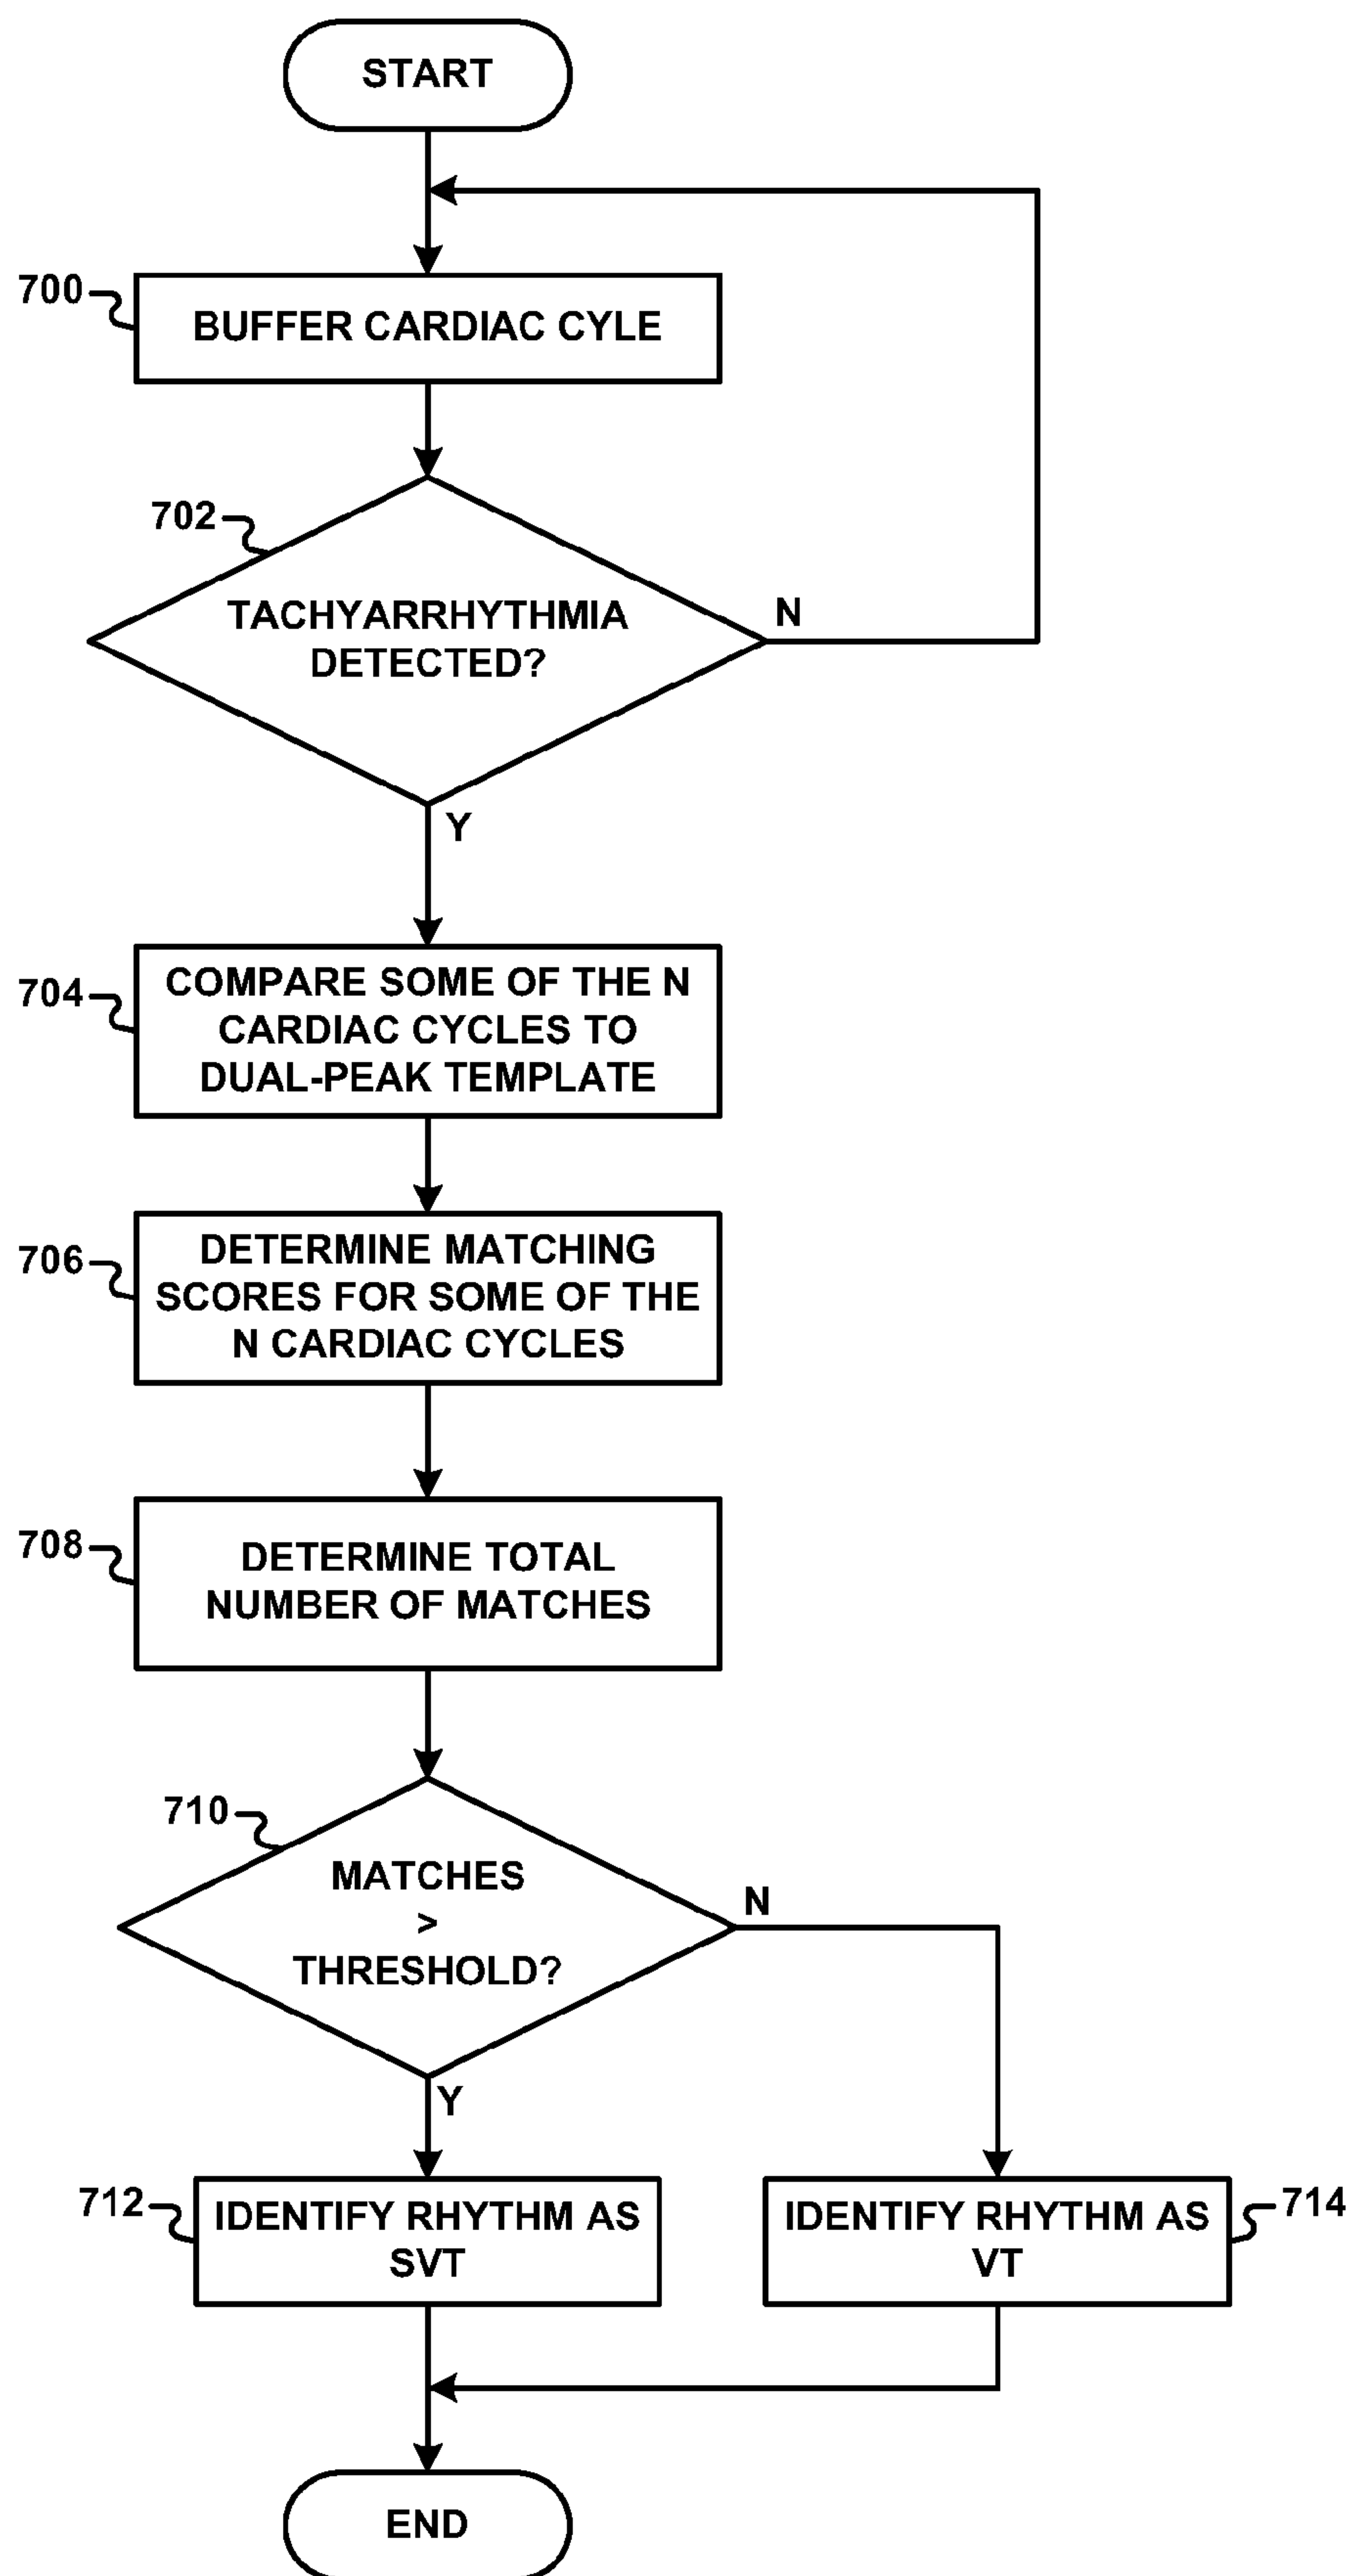 START
700
BUFFER CARDIAC CYLE
702
TACHYARRHYTHMIA
DETECTED?
N
Y
704
COMPARE SOME OF THE N
CARDIAC CYCLES TO
DUAL-PEAK TEMPLATE
706
DETERMINE MATCHING
SCORES FOR SOME OF THE
N CARDIAC CYCLES
708
DETERMINE TOTAL
NUMBER OF MATCHES
710
MATCHES
>
THRESHOLD?
N
Y
712
IDENTIFY RHYTHM AS
SVT
IDENTIFY RHYTHM AS
VT
714
END